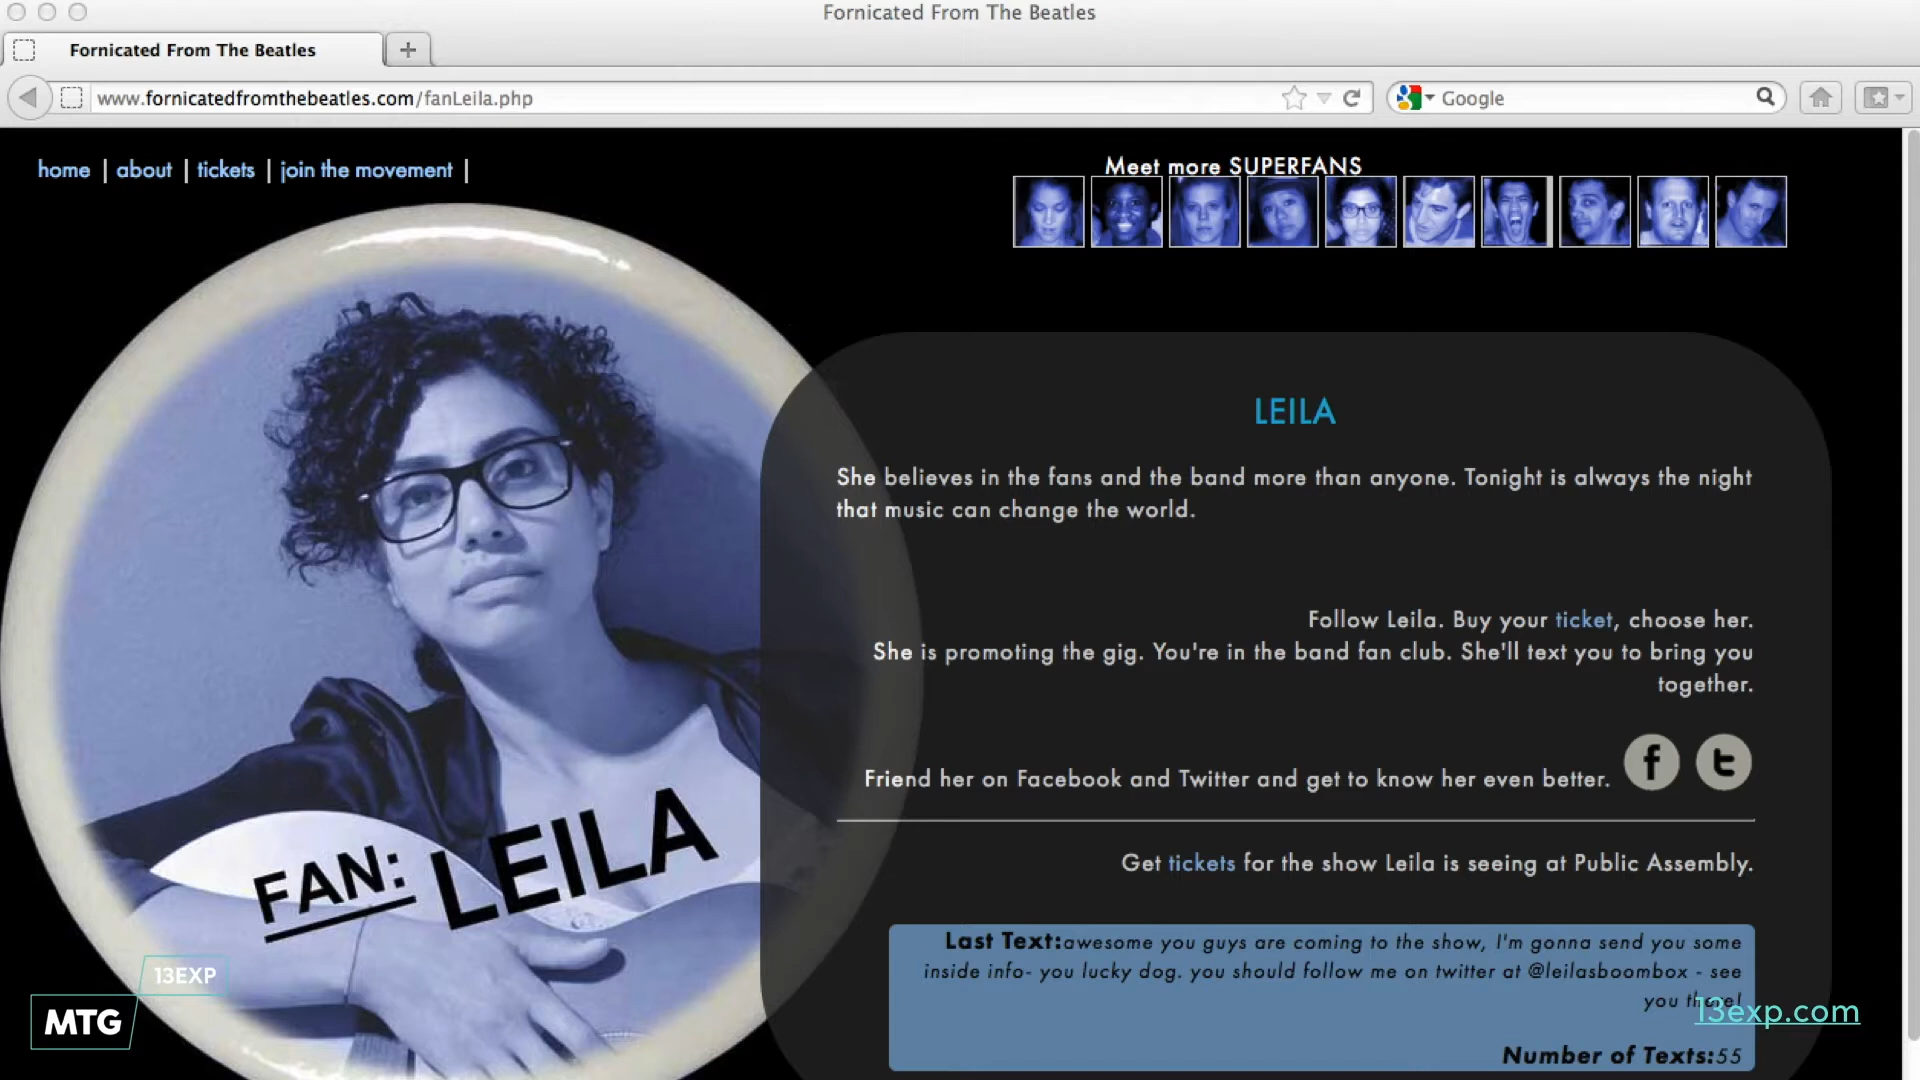 Fornicated From The Beatles
Fornicated From The Beatles
www.fornicatedfromthebeatles.com/fanLeila.php
Google
home | about | tickets | join the movement |
Meet more SUPERFANS
LEILA
She believes in the fans and the band more than anyone. Tonight is always the night
that music can change the world.
Follow Leila. Buy your ticket, choose her.
She is promoting the gig. You're in the band fan club. She'll text you to bring you
together.
Friend her on Facebook and Twitter and get to know her even better.
f t
FAN: LEILA
Get tickets for the show Leila is seeing at Public Assembly.
Last Text:awesome you guys are coming to the show, I'm gonna send you some
inside info- you lucky dog. you should follow me on twitter at @leilasboombox - see
you there!
Number of Texts:55
13EXP
MTG
13exp.com